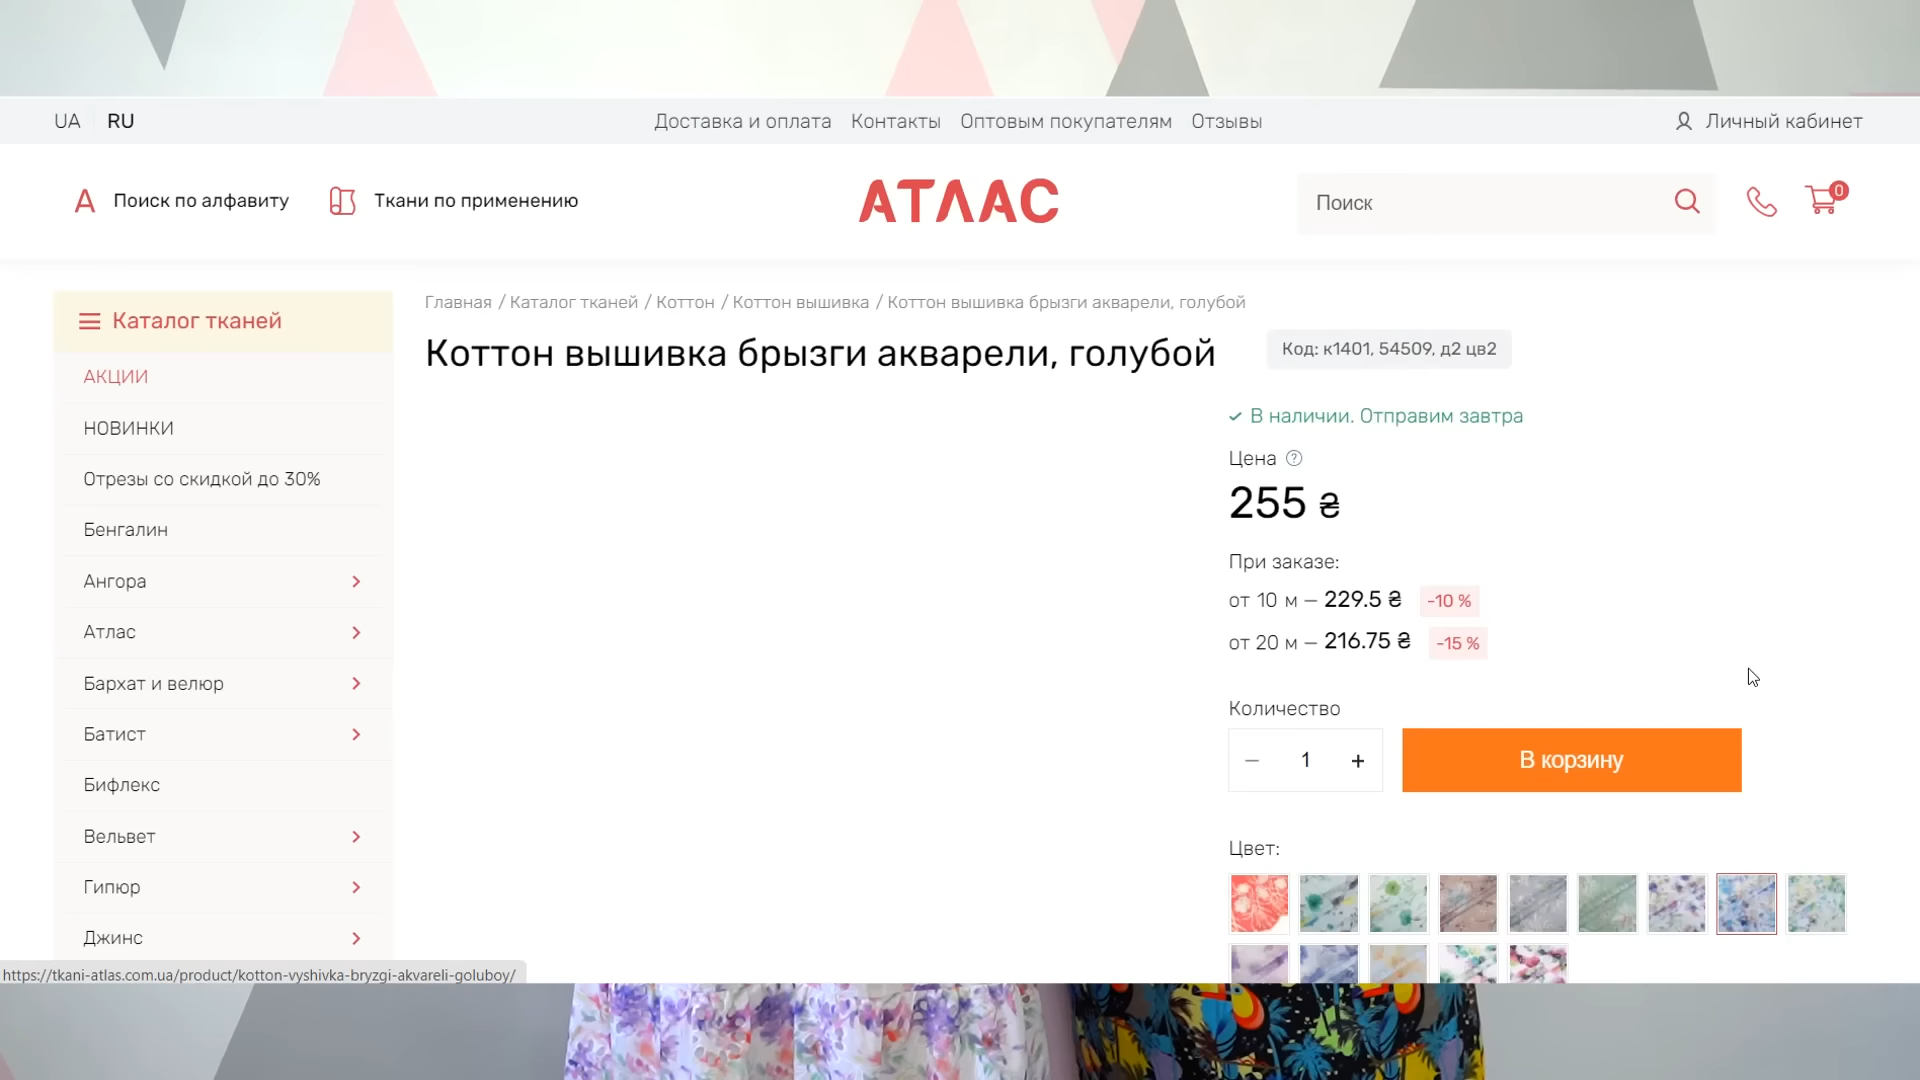 UA RU Доставка и оплата Контакты Оптовым покупателям Отзывы Личный кабинет
А Поиск по алфавиту Ткани по применению АТЛАС Поиск 0
Каталог тканей
АКЦИИ
НОВИНКИ
Отрезы со скидкой до 30%
Бенгалин
Ангора
Атлас
Бархат и велюр
Батист
Бифлекс
Вельвет
Гипюр
Джинс
Главная / Каталог тканей / Коттон / Коттон вышивка / Коттон вышивка брызги акварели, голубой
Коттон вышивка брызги акварели, голубой
Код: к1401, 54509, д2 цв2
В наличии. Отправим завтра
Цена ?
255 ₴
При заказе:
от 10 м — 229.5 ₴ -10 %
от 20 м — 216.75 ₴ -15 %
Количество
− 1 + В корзину
Цвет:
https://tkani-atlas.com.ua/product/kotton-vyshivka-bryzgi-akvareli-goluboy/